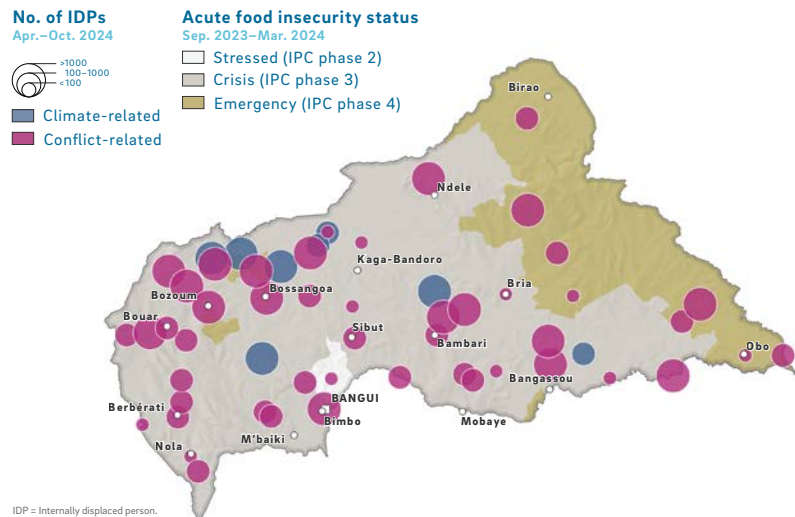 No. of IDPs
Apr.–Oct. 2024
>1000
100–1000
<100
Climate-related
Conflict-related
Acute food insecurity status
Sep. 2023–Mar. 2024
Stressed (IPC phase 2)
Crisis (IPC phase 3)
Emergency (IPC phase 4)
Birao
Ndele
Kaga-Bandoro
Bria
Bossangoa
Bozoum
Bouar
Sibut
Bambari
Obo
Bangassou
BANGUI
Berbérati
Bimbo
Mobaye
M'baiki
Nola
IDP = Internally displaced person.